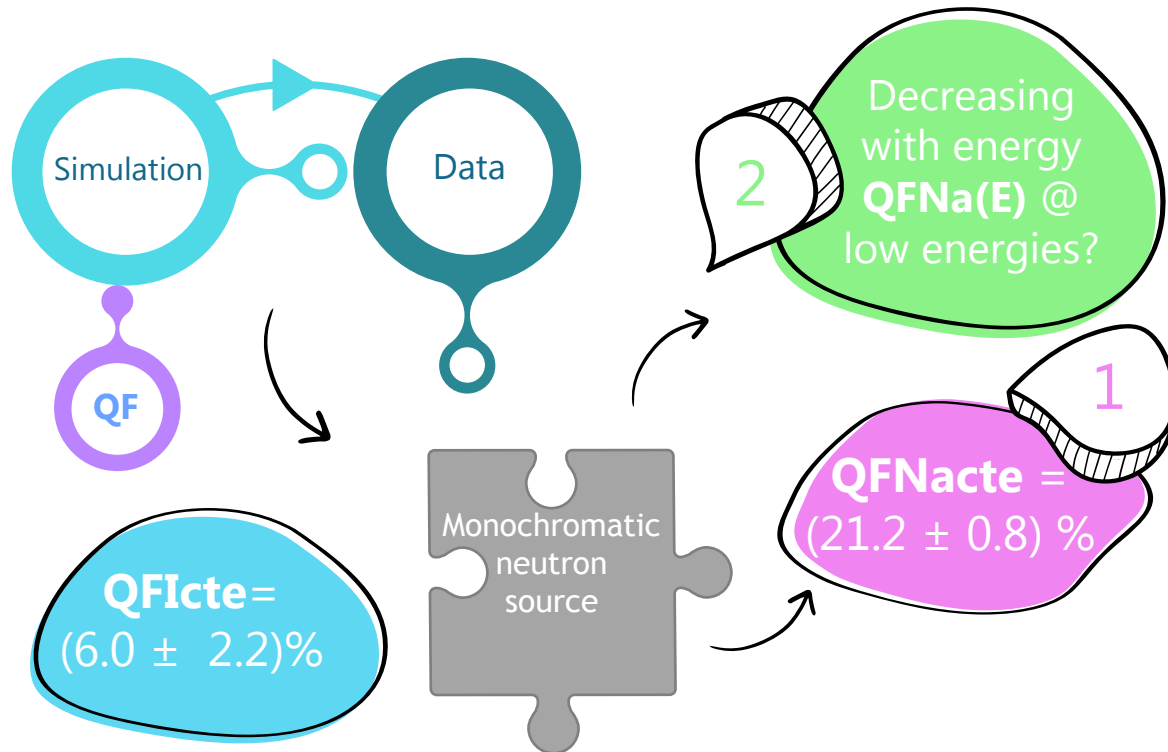 Simulation
Data
QF
QFIcte=
(6.0 ±  2.2)%
Monochromatic
neutron
source
2
Decreasing
with energy
QFNa(E) @
low energies?
1
QFNacte =
(21.2 ± 0.8) %